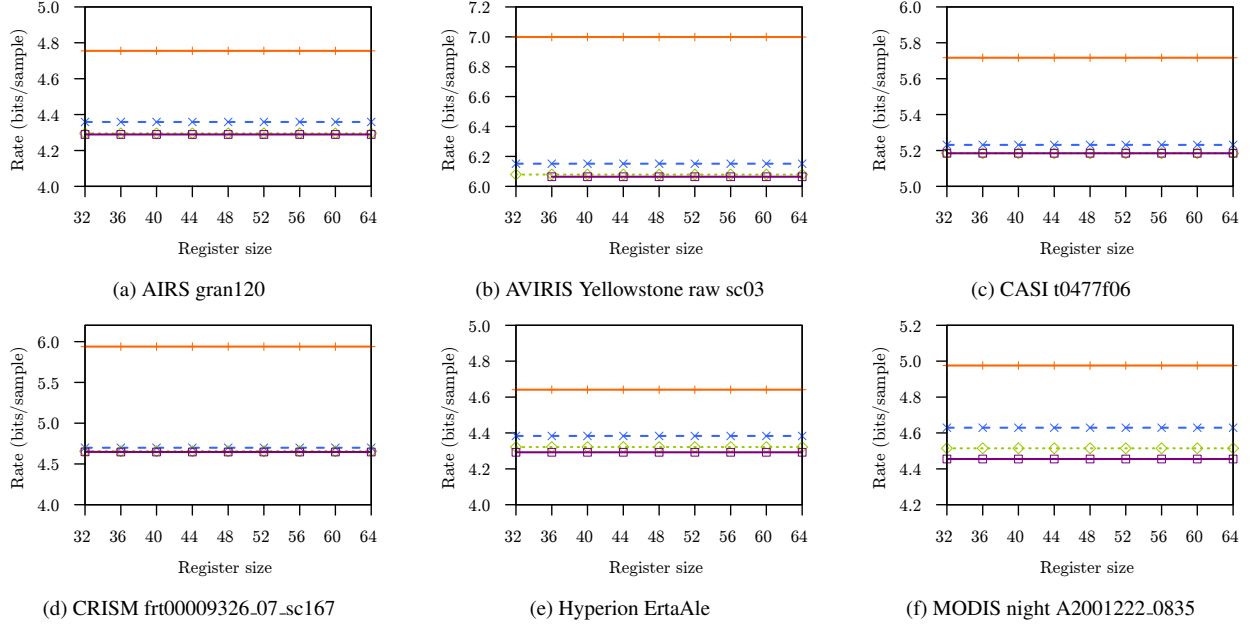 5.0
4.8
4.6
4.4
4.2
4.0
Rate (bits/sample)
32 36 40 44 48 52 56 60 64
Register size
(a) AIRS gran120
7.2
7.0
6.8
6.6
6.4
6.2
6.0
Rate (bits/sample)
32 36 40 44 48 52 56 60 64
Register size
(b) AVIRIS Yellowstone raw sc03
6.0
5.8
5.6
5.4
5.2
5.0
Rate (bits/sample)
32 36 40 44 48 52 56 60 64
Register size
(c) CASI t0477f06
6.0
5.5
5.0
4.5
4.0
Rate (bits/sample)
32 36 40 44 48 52 56 60 64
Register size
(d) CRISM frt00009326_07_sc167
5.0
4.8
4.6
4.4
4.2
4.0
Rate (bits/sample)
32 36 40 44 48 52 56 60 64
Register size
(e) Hyperion ErtaAle
5.2
5.0
4.8
4.6
4.4
4.2
Rate (bits/sample)
32 36 40 44 48 52 56 60 64
Register size
(f) MODIS night A2001222_0835